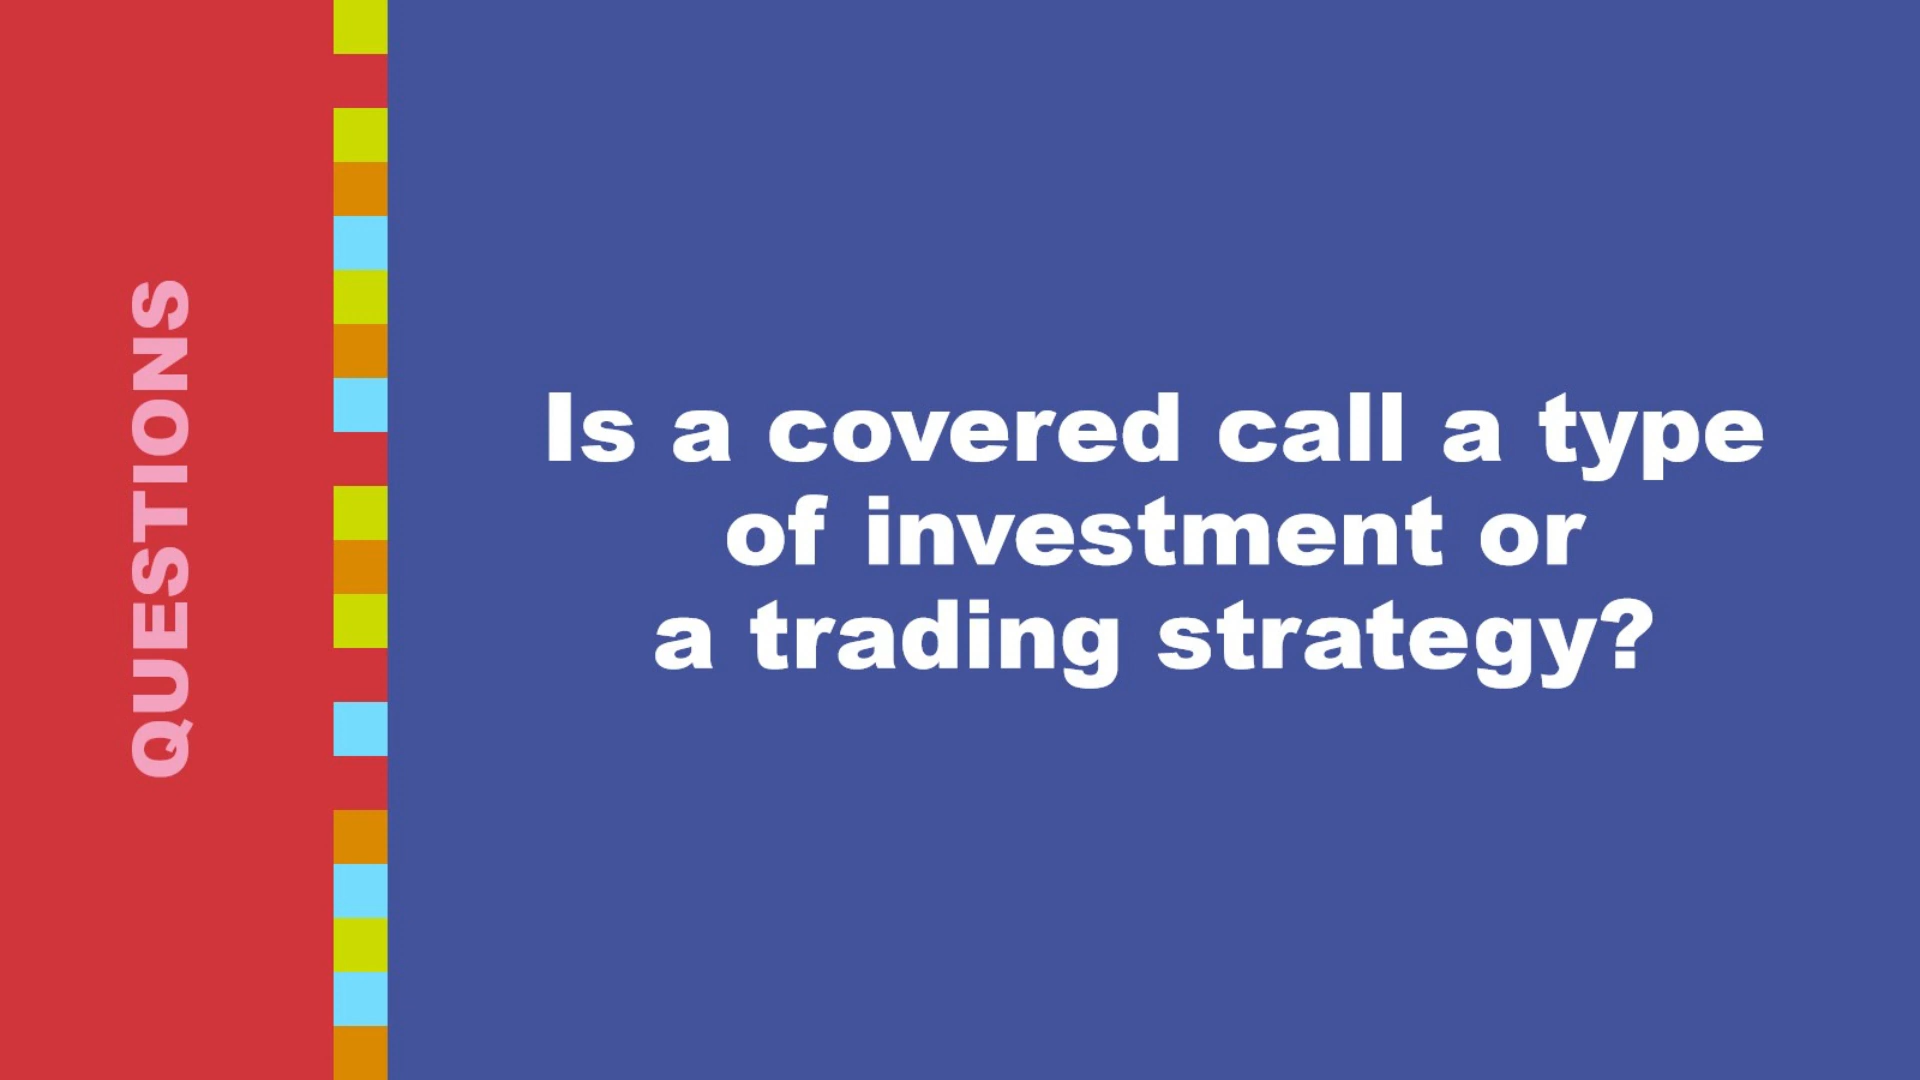 QUESTIONS
Is a covered call a type
of investment or
a trading strategy?